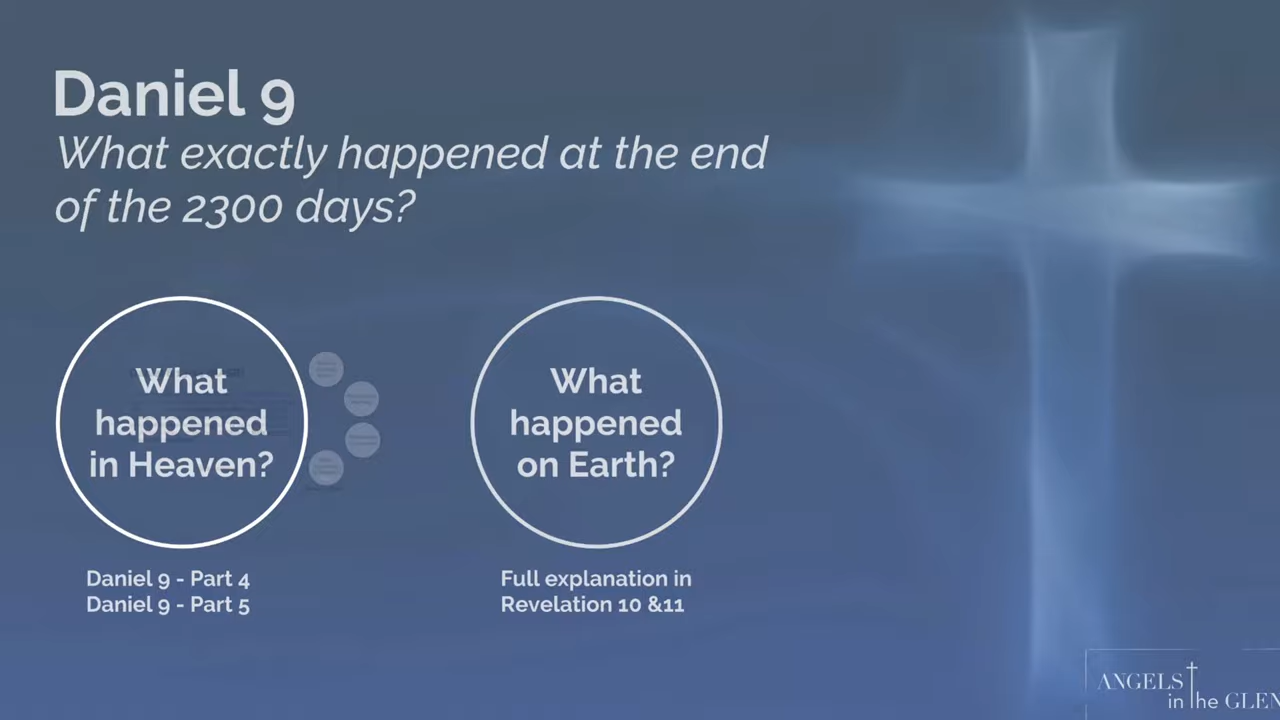 Daniel 9
What exactly happened at the end
of the 2300 days?
What
happened
in Heaven?
Daniel 9 - Part 4
Daniel 9 - Part 5
What
happened
on Earth?
Full explanation in
Revelation 10 &11
ANGELS
in the GLEN